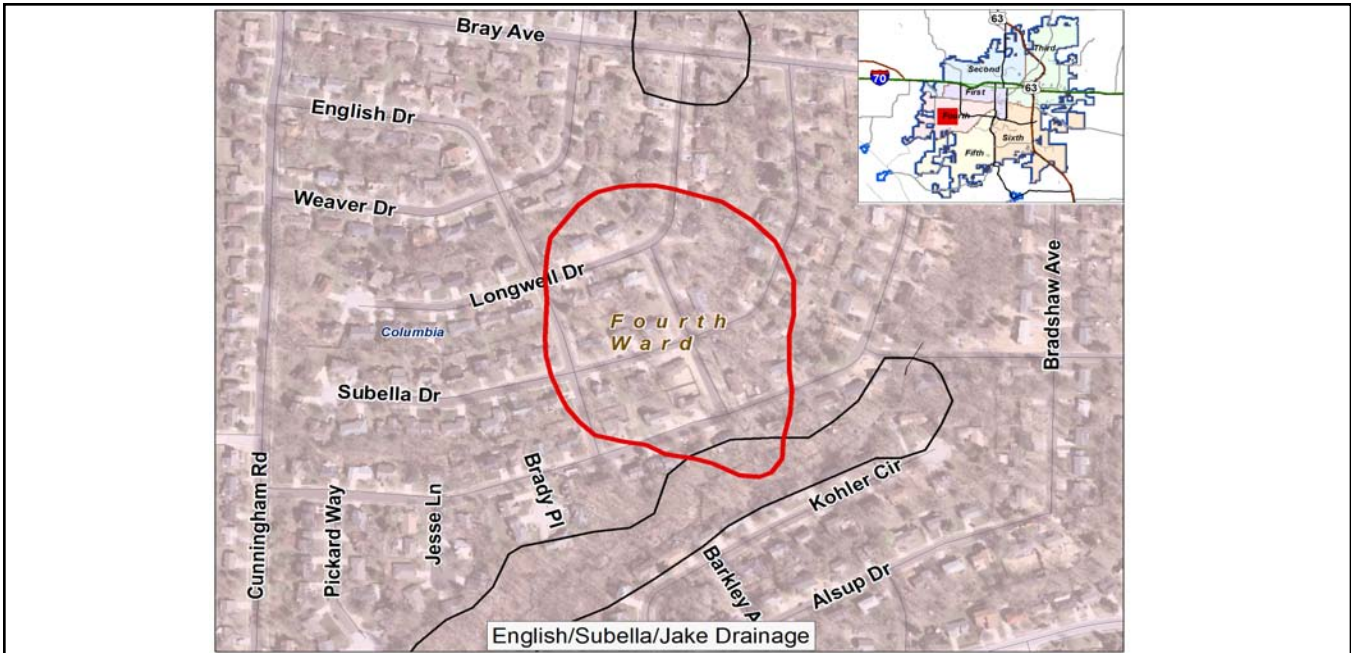 Bray Ave
English Dr
Weaver Dr
Longwell Dr
Columbia
Fourth
Ward
Subella Dr
Bradshaw Ave
Cunningham Rd
Pickard Way
Jesse Ln
Brady Pl
Kohler Cir
Barkley A
Alsup Dr
English/Subella/Jake Drainage
63
Third
Second
70
63
First
Fourth
Sixth
Fifth